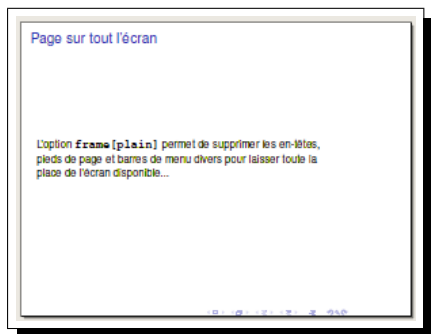 Page sur tout l'écran
L'option frame[plain] permet de supprimer les en-têtes,
pieds de page et barres de menu divers pour laisser toute la
place de l'écran disponible...